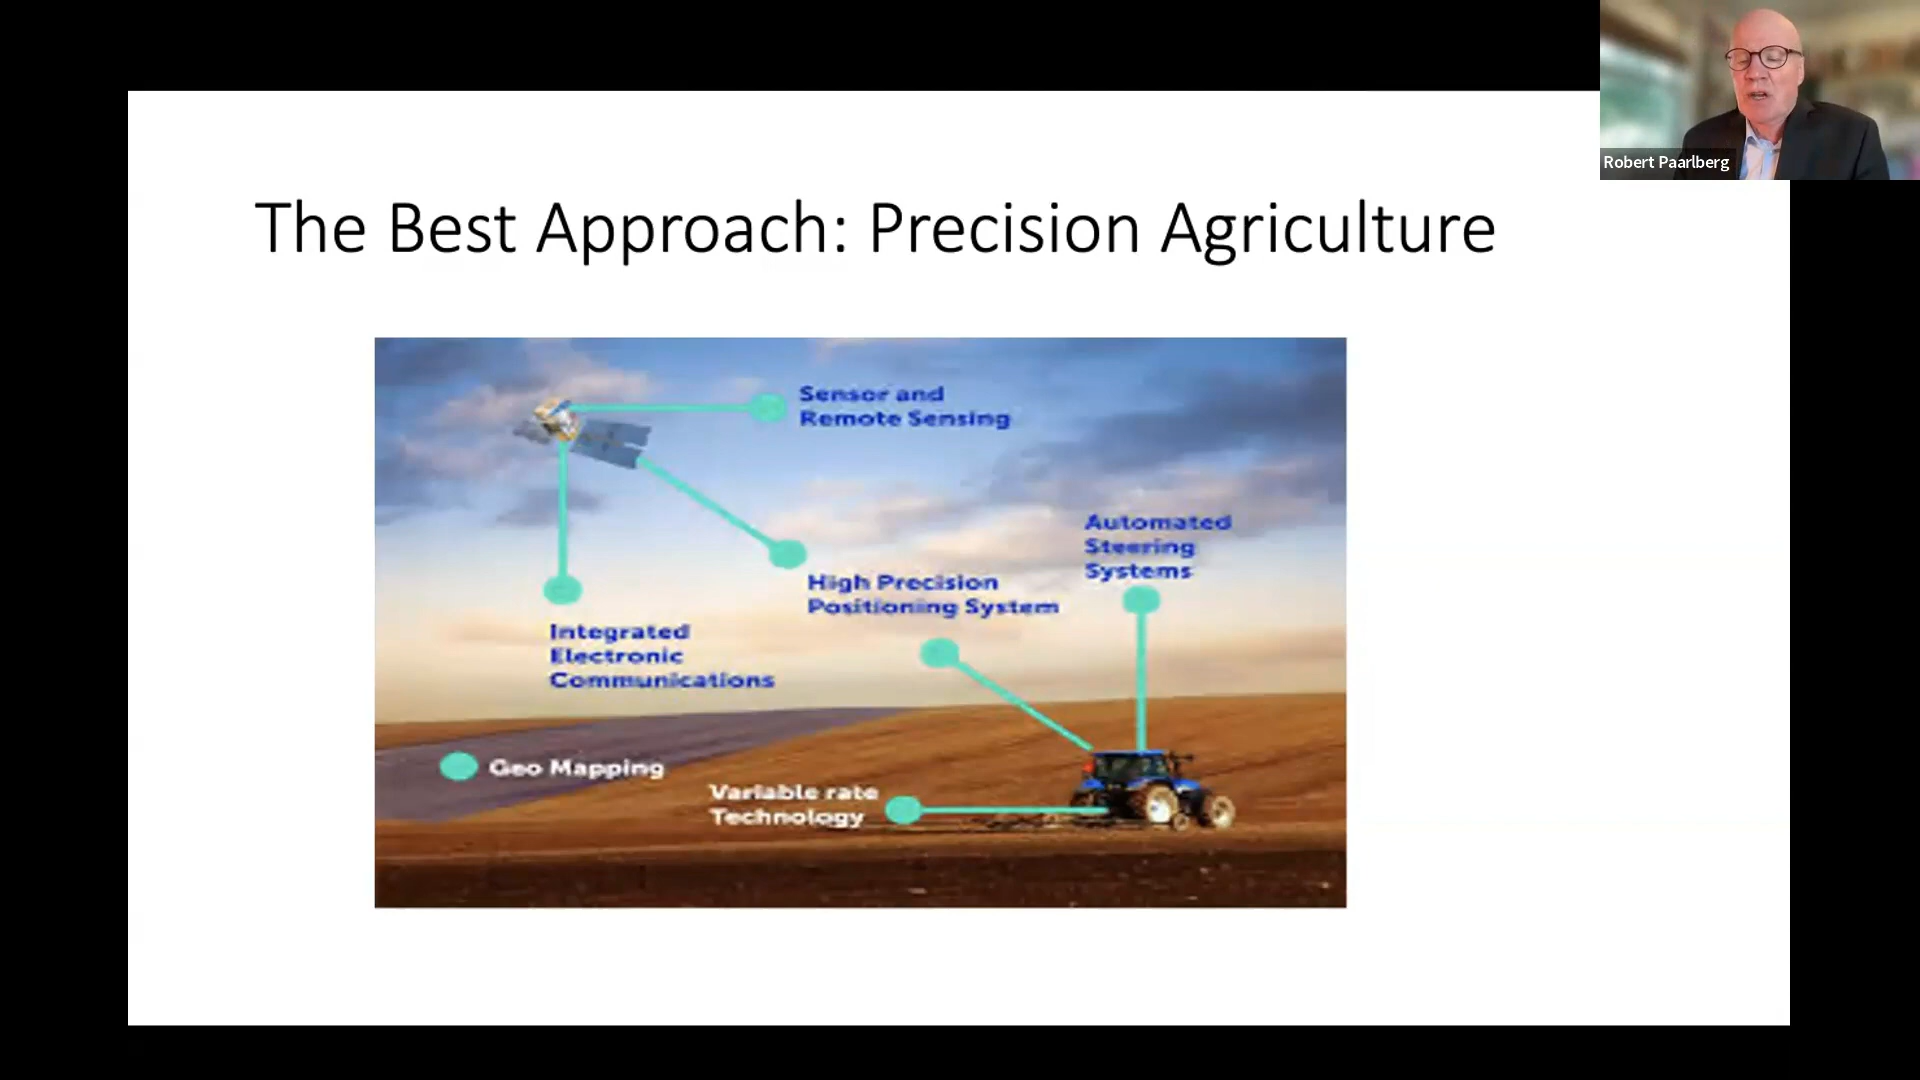 Robert Paarlberg
The Best Approach: Precision Agriculture
Sensor and
Remote Sensing
Automated
Steering
Systems
High Precision
Positioning System
Integrated
Electronic
Communications
Geo Mapping
Variable rate
Technology